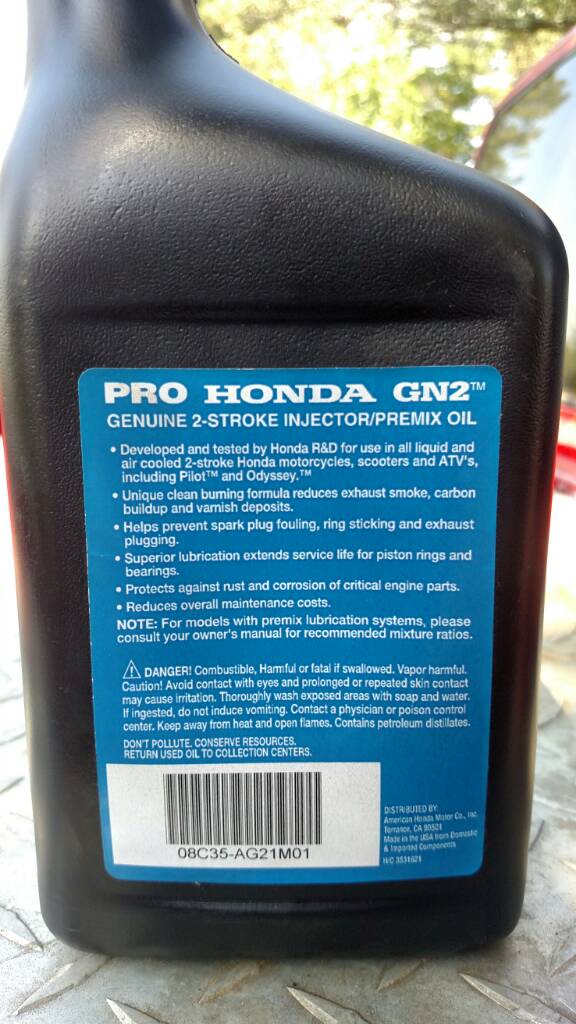 PRO HONDA GN2™
GENUINE 2-STROKE INJECTOR/PREMIX OIL
• Developed and tested by Honda R&D for use in all liquid and
air cooled 2-stroke Honda motorcycles, scooters and ATV's,
including Pilot™ and Odyssey.™
• Unique clean burning formula reduces exhaust smoke, carbon
buildup and varnish deposits.
• Helps prevent spark plug fouling, ring sticking and exhaust
plugging.
• Superior lubrication extends service life for piston rings and
bearings.
• Protects against rust and corrosion of critical engine parts.
• Reduces overall maintenance costs.
NOTE: For models with premix lubrication systems, please
consult your owner's manual for recommended mixture ratios.
⚠ DANGER! Combustible, Harmful or fatal if swallowed. Vapor harmful.
Caution! Avoid contact with eyes and prolonged or repeated skin contact
may cause irritation. Thoroughly wash exposed areas with soap and water.
If ingested, do not induce vomiting. Contact a physician or poison control
center. Keep away from heat and open flames. Contains petroleum distillates.
DON'T POLLUTE. CONSERVE RESOURCES.
RETURN USED OIL TO COLLECTION CENTERS.
08C35-AG21M01
DISTRIBUTED BY:
American Honda Motor Co., Inc.
Torrance, CA 90501
Made in the USA from Domestic
& Imported Components
H/C 3531621